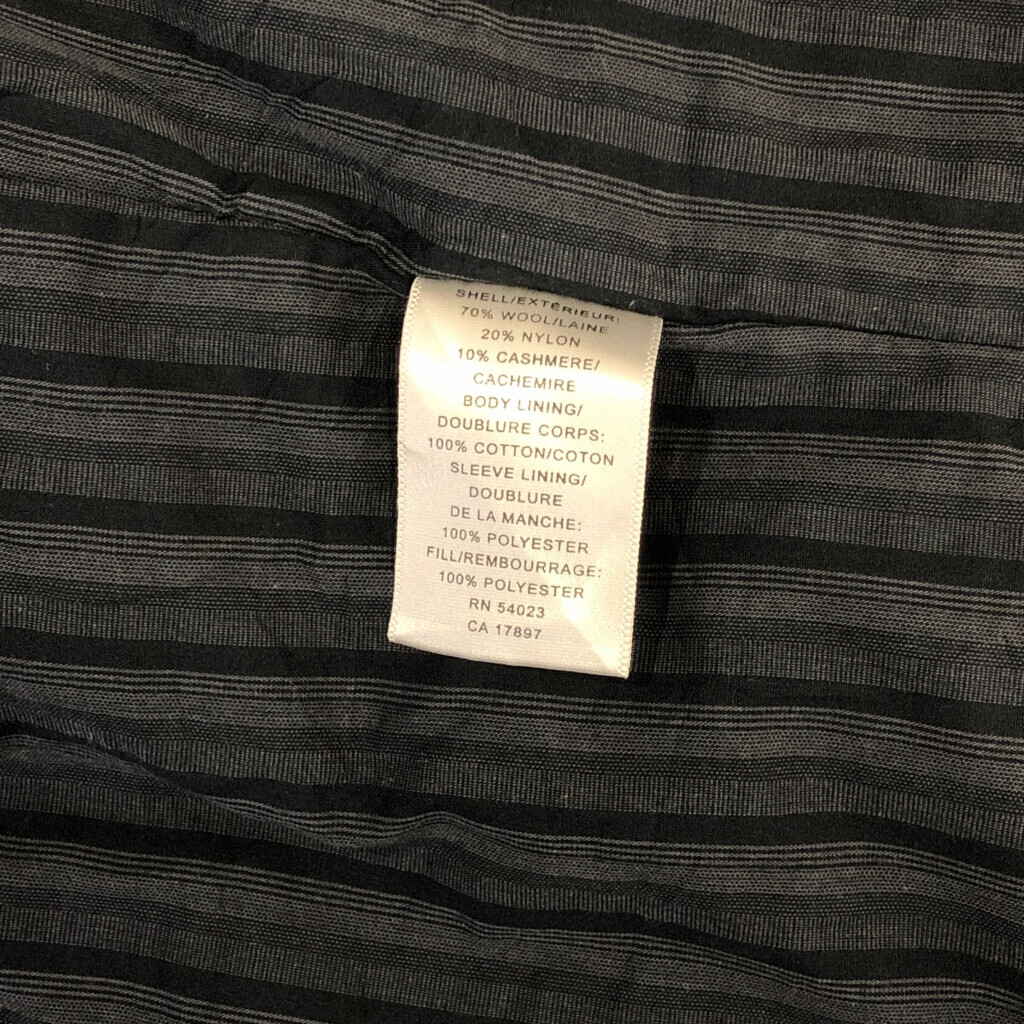 SHELL/EXTÉRIEUR:
70% WOOL/LAINE
20% NYLON
10% CASHMERE/
CACHEMIRE
BODY LINING/
DOUBLURE CORPS:
100% COTTON/COTON
SLEEVE LINING/
DOUBLURE
DE LA MANCHE:
100% POLYESTER
FILL/REMBOURRAGE:
100% POLYESTER
RN 54023
CA 17897